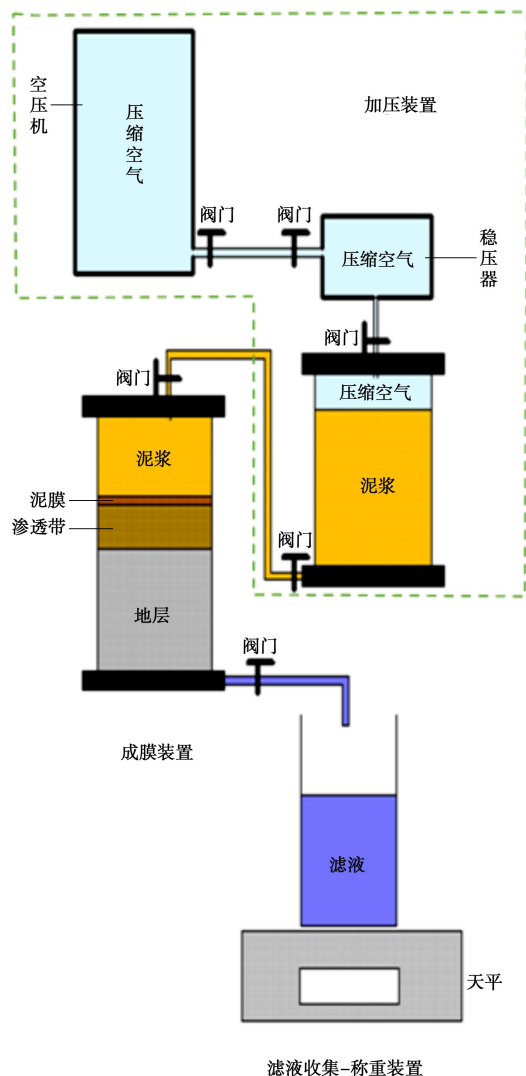 空压机
压缩空气
加压装置
阀门
阀门
压缩空气
稳压器
阀门
阀门
压缩空气
泥浆
泥浆
泥膜
渗透带
阀门
地层
阀门
成膜装置
滤液
天平
滤液收集-称重装置